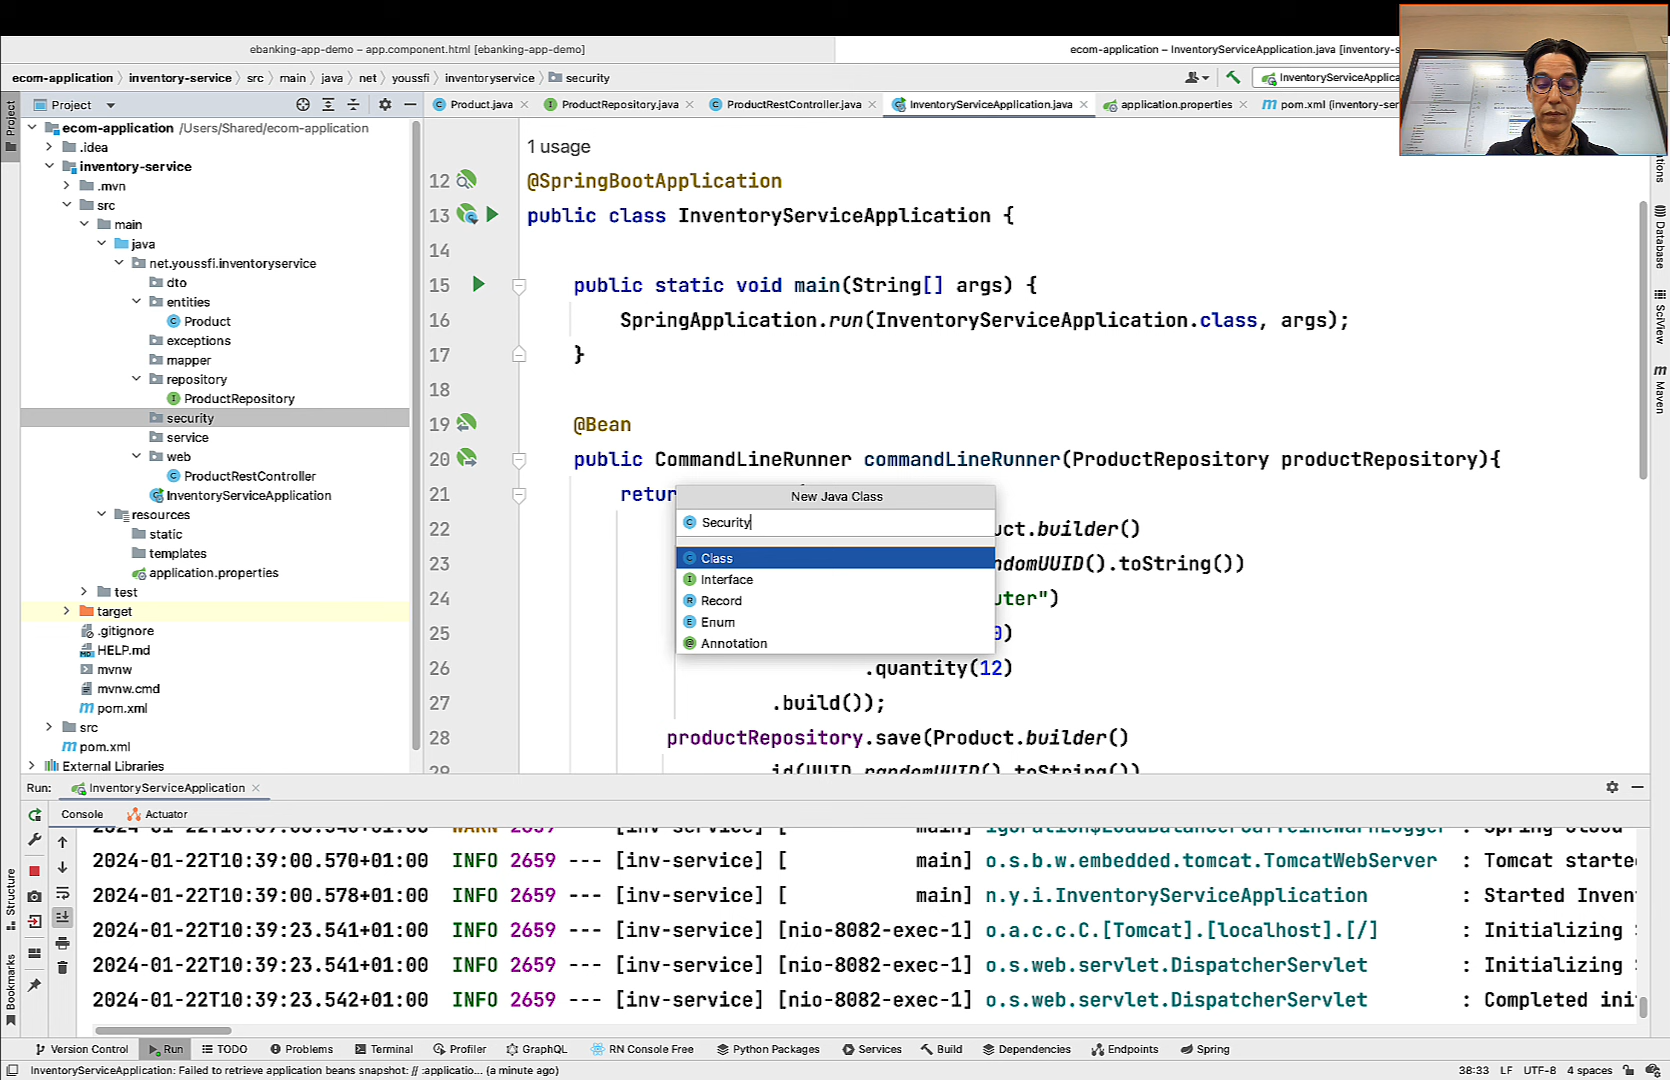 ebanking-app-demo – app.component.html [ebanking-app-demo]
ecom-application – InventoryServiceApplication.java [inventory-s
ecom-application > inventory-service > src > main > java > net > youssfi > inventoryservice > security
InventoryServiceApplica
Project
Project
Product.java
ProductRepository.java
ProductRestController.java
InventoryServiceApplication.java
application.properties
pom.xml (inventory-ser
ecom-application /Users/Shared/ecom-application
.idea
inventory-service
.mvn
src
main
java
net.youssfi.inventoryservice
dto
entities
Product
exceptions
mapper
repository
ProductRepository
security
service
web
ProductRestController
InventoryServiceApplication
resources
static
templates
application.properties
test
target
.gitignore
HELP.md
mvnw
mvnw.cmd
pom.xml
src
pom.xml
External Libraries
1 usage
12 @SpringBootApplication
13 public class InventoryServiceApplication {
14
15 public static void main(String[] args) {
16 SpringApplication.run(InventoryServiceApplication.class, args);
17 }
18
19 @Bean
20 public CommandLineRunner commandLineRunner(ProductRepository productRepository){
21 retur
22 uct.builder()
23 ndomUUID().toString())
24 uter")
25 0)
26 .quantity(12)
27 .build());
28 productRepository.save(Product.builder()
29 id(UUID.randomUUID().toString())
New Java Class
Security
Class
Interface
Record
Enum
Annotation
Database
SciView
Maven
Run: InventoryServiceApplication
Console
Actuator
2024-01-22T10:39:00.570+01:00 INFO 2659 --- [inv-service] [ main] o.s.b.w.embedded.tomcat.TomcatWebServer : Tomcat starte
2024-01-22T10:39:00.578+01:00 INFO 2659 --- [inv-service] [ main] n.y.i.InventoryServiceApplication : Started Inven
2024-01-22T10:39:23.541+01:00 INFO 2659 --- [inv-service] [nio-8082-exec-1] o.a.c.c.C.[Tomcat].[localhost].[/] : Initializing
2024-01-22T10:39:23.541+01:00 INFO 2659 --- [inv-service] [nio-8082-exec-1] o.s.web.servlet.DispatcherServlet : Initializing
2024-01-22T10:39:23.542+01:00 INFO 2659 --- [inv-service] [nio-8082-exec-1] o.s.web.servlet.DispatcherServlet : Completed ini
Structure
Bookmarks
Version Control
Run
TODO
Problems
Terminal
Profiler
GraphQL
RN Console Free
Python Packages
Services
Build
Dependencies
Endpoints
Spring
InventoryServiceApplication: Failed to retrieve application beans snapshot: // :applicatio... (a minute ago)
38:33 LF UTF-8 4 spaces